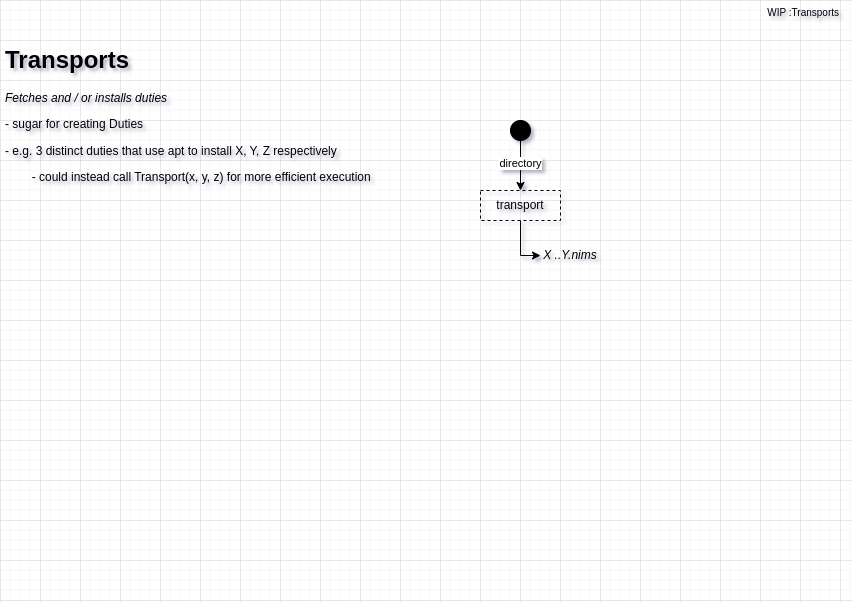 WIP :Transports
Transports
Fetches and / or installs duties
- sugar for creating Duties
- e.g. 3 distinct duties that use apt to install X, Y, Z respectively
- could instead call Transport(x, y, z) for more efficient execution
directory
transport
X ..Y.nims